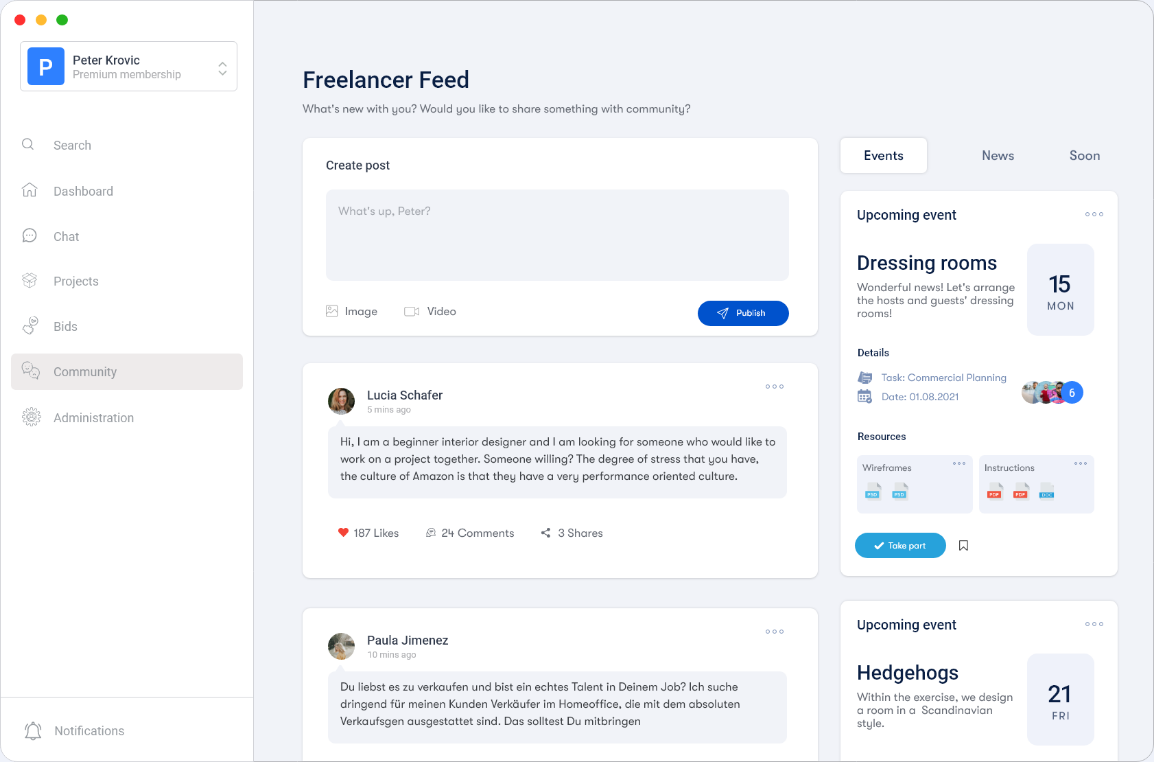 P
Peter Krovic
Premium membership
Search
Dashboard
Chat
Projects
Bids
Community
Administration
Notifications
Freelancer Feed
What's new with you? Would you like to share something with community?
Create post
What's up, Peter?
Image
Video
Publish
Lucia Schafer
5 mins ago
Hi, I am a beginner interior designer and I am looking for someone who would like to
work on a project together. Someone willing? The degree of stress that you have,
the culture of Amazon is that they have a very performance oriented culture.
187 Likes
24 Comments
3 Shares
Paula Jimenez
10 mins ago
Du liebst es zu verkaufen und bist ein echtes Talent in Deinem Job? Ich suche
dringend für meinen Kunden Verkäufer im Homeoffice, die mit dem absoluten
Verkaufsgen ausgestattet sind. Das solltest Du mitbringen
Events
News
Soon
Upcoming event
Dressing rooms
Wonderful news! Let's arrange
the hosts and guests' dressing
rooms!
15
MON
Details
Task: Commercial Planning
Date: 01.08.2021
6
Resources
Wireframes
PSD
PSD
Instructions
PDF
PDF
DOC
Take part
Upcoming event
Hedgehogs
Within the exercise, we design
a room in a Scandinavian
style.
21
FRI